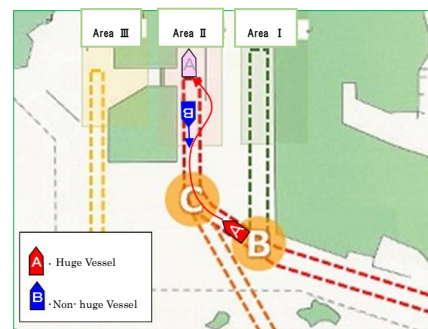 Area Ⅲ
Area Ⅱ
Area Ⅰ
A
B
C
A
B
A . Huge Vessel
B .Non- huge Vessel